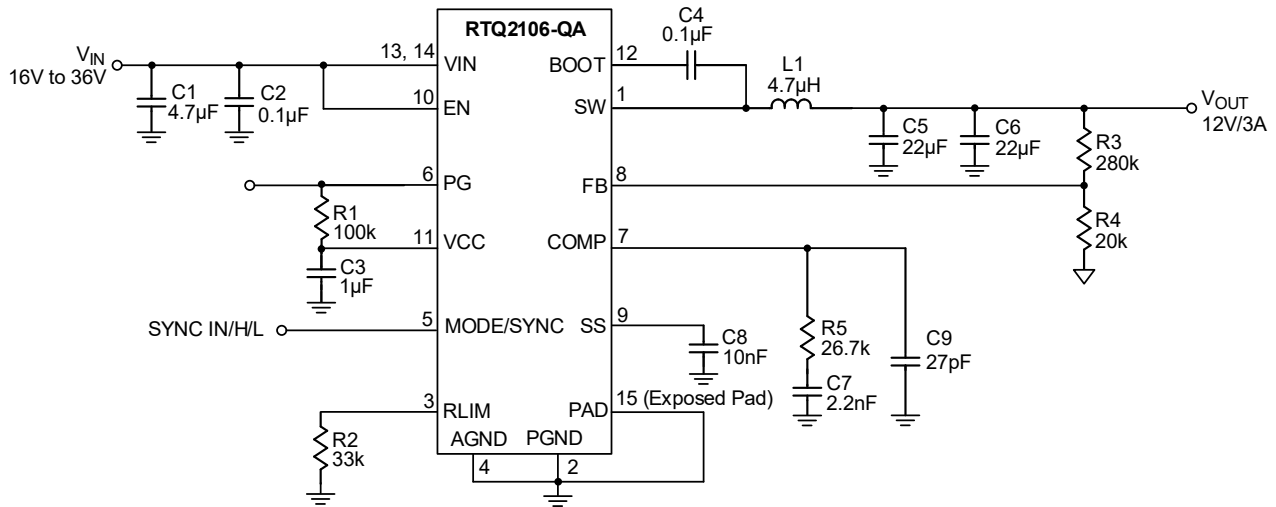 RTQ2106-QA
VIN
16V to 36V
C1
4.7µF
C2
0.1µF
13, 14
VIN
10
EN
6
PG
R1
100k
11
VCC
C3
1µF
SYNC IN/H/L
5
MODE/SYNC
3
RLIM
R2
33k
AGND
4
PGND
2
BOOT
12
C4
0.1µF
SW
1
L1
4.7µH
C5
22µF
C6
22µF
VOUT
12V/3A
R3
280k
FB
8
R4
20k
COMP
7
R5
26.7k
C7
2.2nF
C9
27pF
SS
9
C8
10nF
PAD
15 (Exposed Pad)